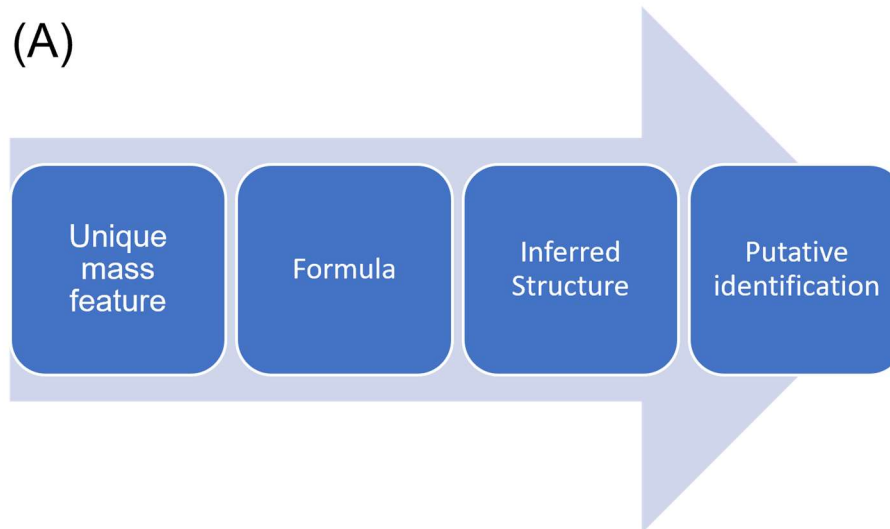 (A)
Unique
mass
feature
Formula
Inferred
Structure
Putative
identification